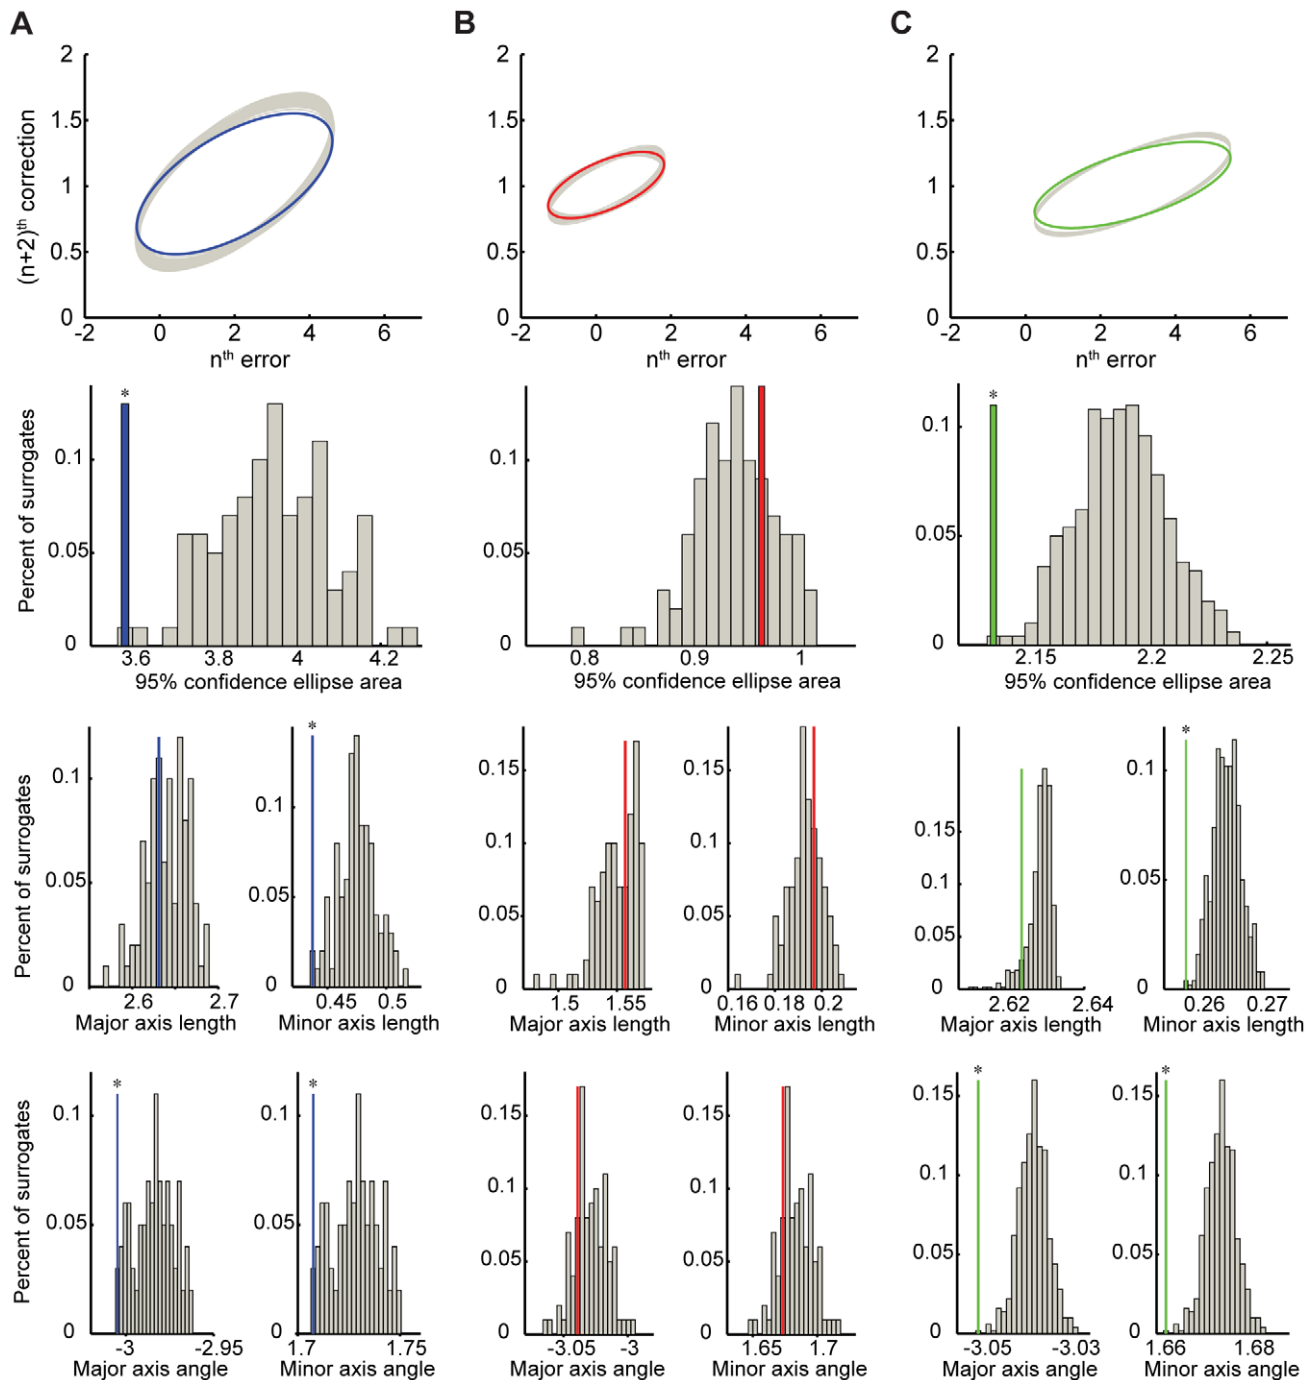 A B C
2 2 2
1.5 1.5 1.5
(n+2)th correction
1 1 1
0.5 0.5 0.5
0 0 0
-2 0 2 4 6 -2 0 2 4 6 -2 0 2 4 6
nth error nth error nth error
* *
Percent of surrogates
0.1 0.1 0.1
0.05 0.05 0.05
0 0 0
3.6 3.8 4 4.2 0.8 0.9 1 2.15 2.2 2.25
95% confidence ellipse area 95% confidence ellipse area 95% confidence ellipse area
* *
Percent of surrogates
0.1 0.1 0.15 0.15 0.15 0.1
0.1 0.1 0.1
0.05 0.05 0.05 0.05 0.05 0.05
0 0 0 0 0 0
2.6 2.7 0.45 0.5 1.5 1.55 0.16 0.18 0.2 2.62 2.64 0.26 0.27
Major axis length Minor axis length Major axis length Minor axis length Major axis length Minor axis length
* * * *
Percent of surrogates
0.1 0.1 0.15 0.15 0.15 0.15
0.1 0.1 0.1 0.1
0.05 0.05 0.05 0.05 0.05 0.05
0 0 0 0 0 0
-3 -2.95 1.7 1.75 -3.05 -3 1.65 1.7 -3.05 -3.03 1.66 1.68
Major axis angle Minor axis angle Major axis angle Minor axis angle Major axis angle Minor axis angle